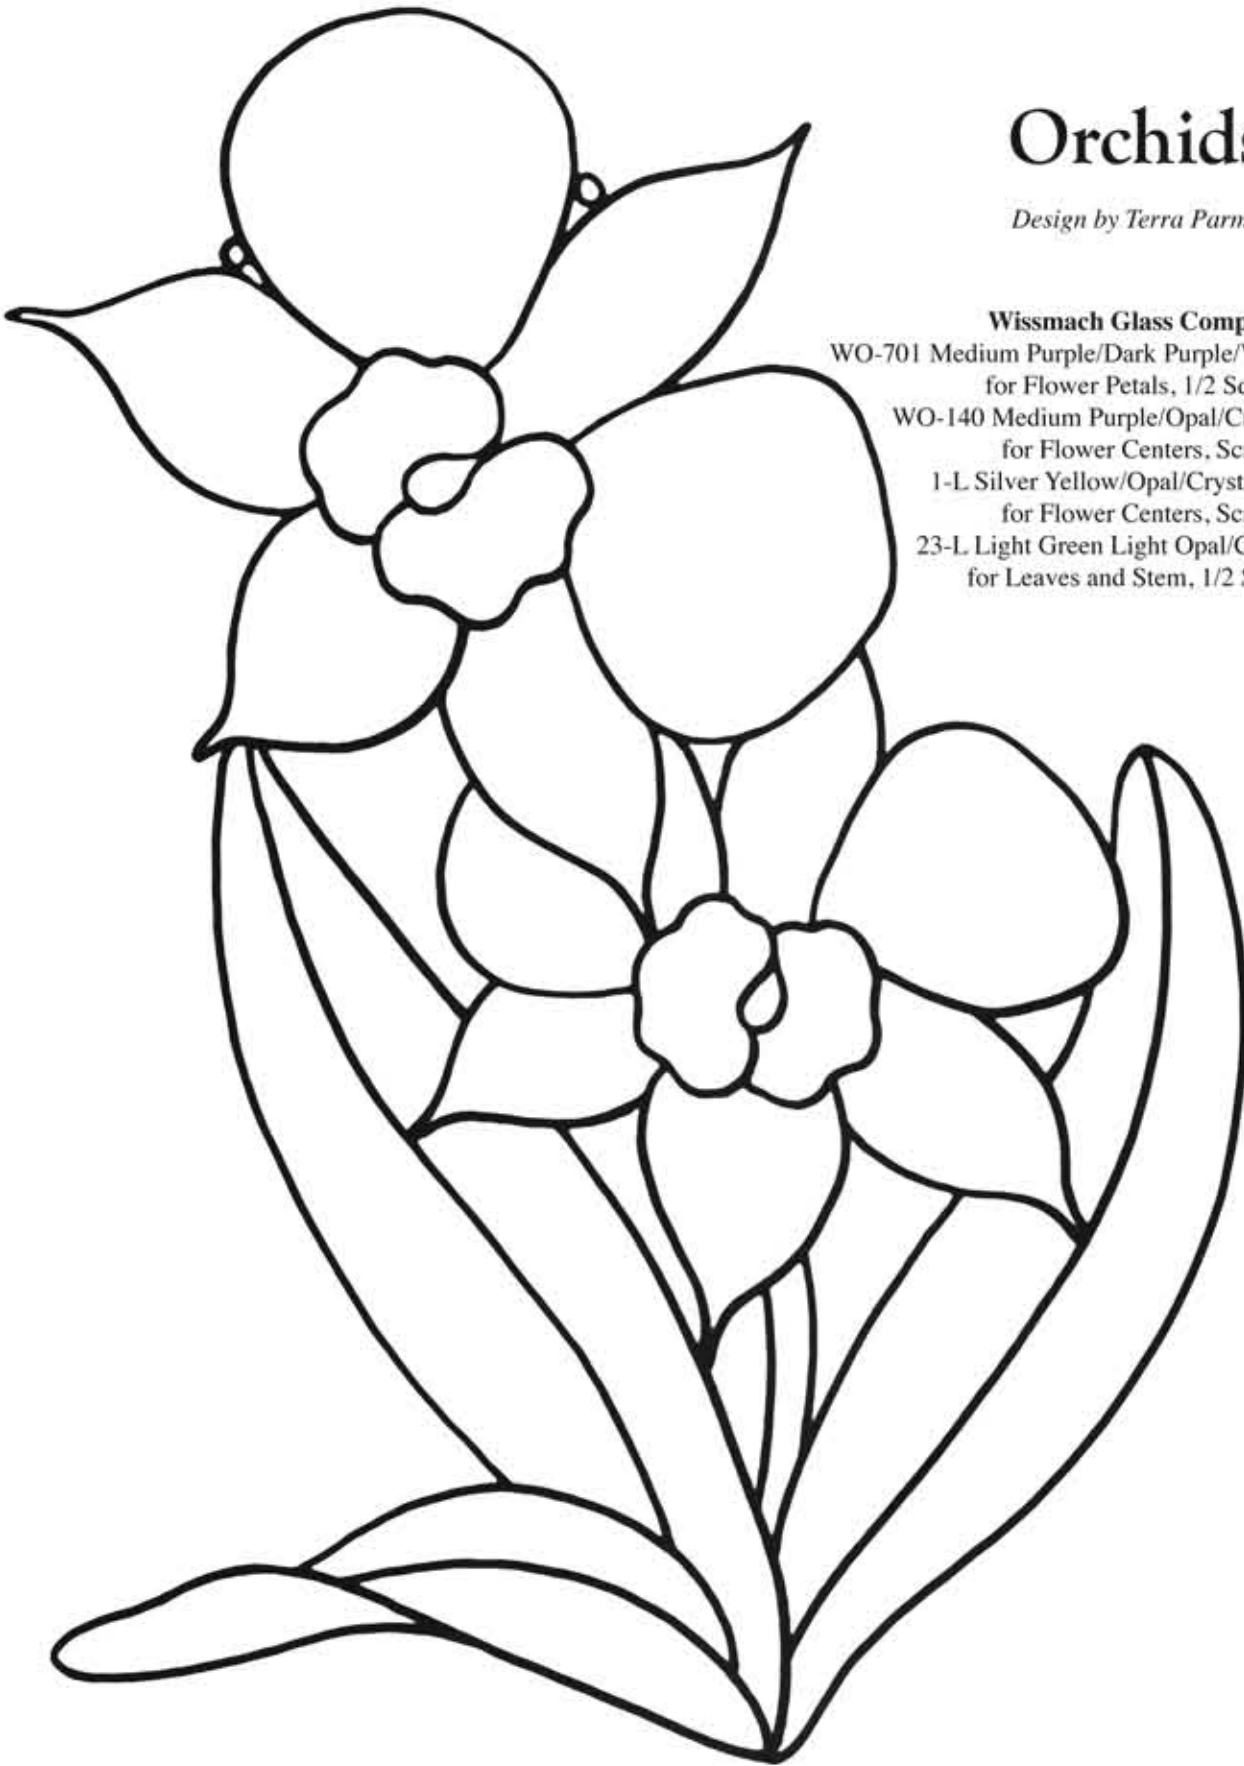 Orchids
Design by Terra Parm
Wissmach Glass Comp
WO-701 Medium Purple/Dark Purple/
for Flower Petals, 1/2 Sq
WO-140 Medium Purple/Opal/C
for Flower Centers, Sc
1-L Silver Yellow/Opal/Cryst
for Flower Centers, Sc
23-L Light Green Light Opal/C
for Leaves and Stem, 1/2